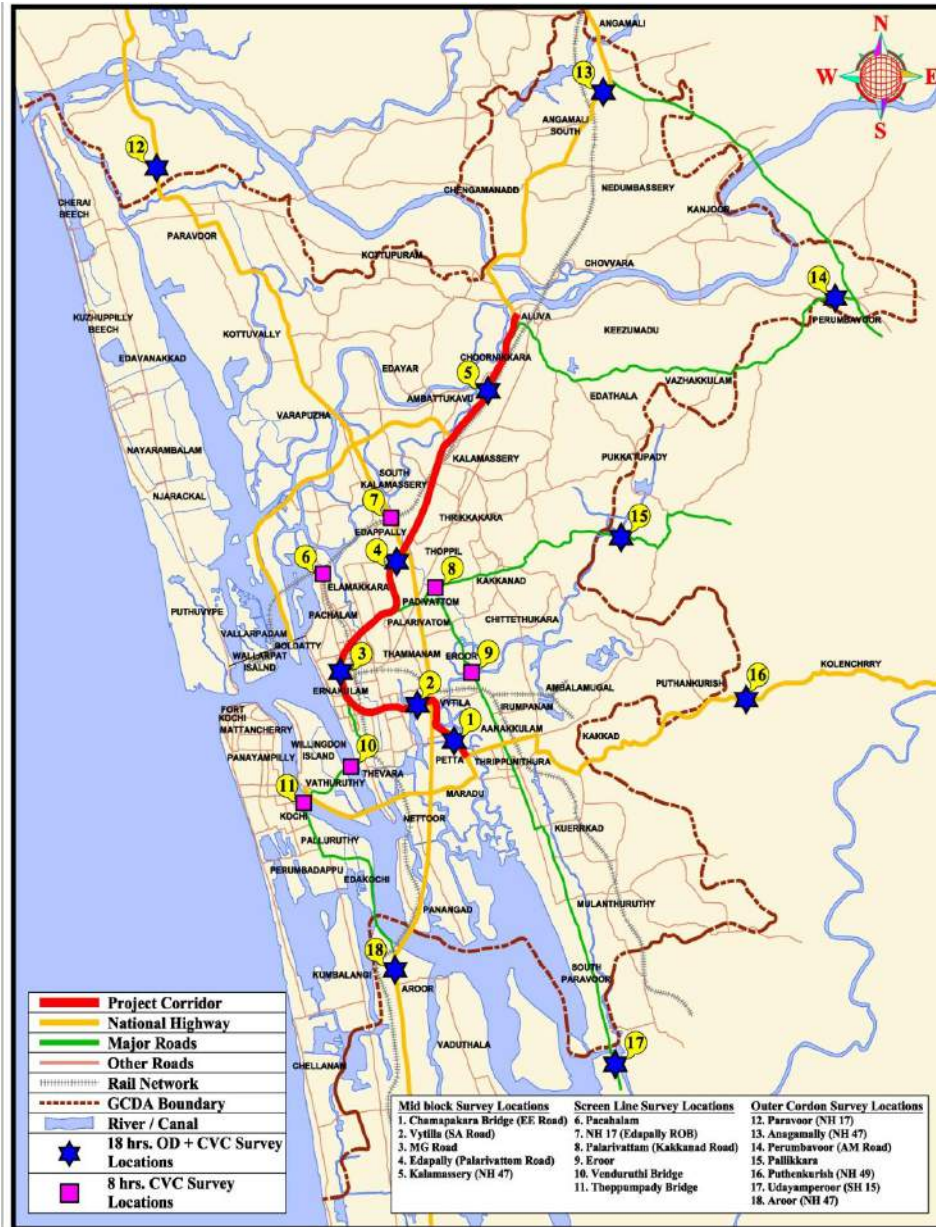 ANGAMALI
N
W
E
S
13
ANGAMALI
SOUTH
12
CHERAI
BEECH
CHENGAMANADD
NEDUMBASSERY
KANJOOR
PARAVOOR
KOTTUPURAM
CHOVVARA
14
KUZHUPPILLY
BEECH
KOTTUVALLY
ALUVA
KEEZUMADU
PERUMBAVOOR
EDAVANAKKAD
EDAYAR
CHOORNIKKARA
5
AMBATTUKAVU
EDATHALA
VAZHAKKULAM
VARAPUZHA
NAYARAMBALAM
KALAMASSERY
PUKKATUPADY
NJARACKAL
SOUTH
KALAMASSERY
7
EDAPPALLY
THRIKKAKARA
15
6
4
THOPPIL
8
KAKKANAD
ELAMAKKARA
PADIVATTOM
PUTHUVYPE
PACHALAM
PALARIVATOM
CHITTETHUKARA
VALLARPADAM
BOLDATTY
WALLARPAT
ISALND
3
THAMMANAM
EROOR
9
ERNAKULAM
2
VYTILA
IRUMPANAM
AMBALAMUGAL
PUTHANKURISH
16
KOLENCHRRY
FORT
KOCHI
MATTANCHERRY
1
AANAKKULAM
KAKKAD
PANAYAMPILLY
WILLINGDON
ISLAND
10
PETTA
THRIPPUNITHURA
VATHURUTHY
THEVARA
11
MARADU
KOCHI
NETTOOR
KUERRKAD
PALLURUTHY
PERUMBADAPPU
EDAKOCHI
PANANGAD
MULANTHURUTHY
18
KUMBALANGI
AROOR
SOUTH
PARAVOOR
VADUTHALA
CHELLANAM
17
Project Corridor
National Highway
Major Roads
Other Roads
Rail Network
GCDA Boundary
River / Canal
18 hrs. OD + CVC Survey
Locations
8 hrs. CVC Survey
Locations
Mid block Survey Locations
1. Chamapakara Bridge (EE Road)
2. Vytilla (SA Road)
3. MG Road
4. Edapally (Palarivattom Road)
5. Kalamassery (NH 47)
Screen Line Survey Locations
6. Pacahalam
7. NH 17 (Edapally ROB)
8. Palarivattam (Kakkanad Road)
9. Eroor
10. Venduruthi Bridge
11. Thoppumpady Bridge
Outer Cordon Survey Locations
12. Paravoor (NH 17)
13. Anagamally (NH 47)
14. Perumbavoor (AM Road)
15. Pallikkara
16. Puthenkurish (NH 49)
17. Udayamperoor (SH 15)
18. Aroor (NH 47)